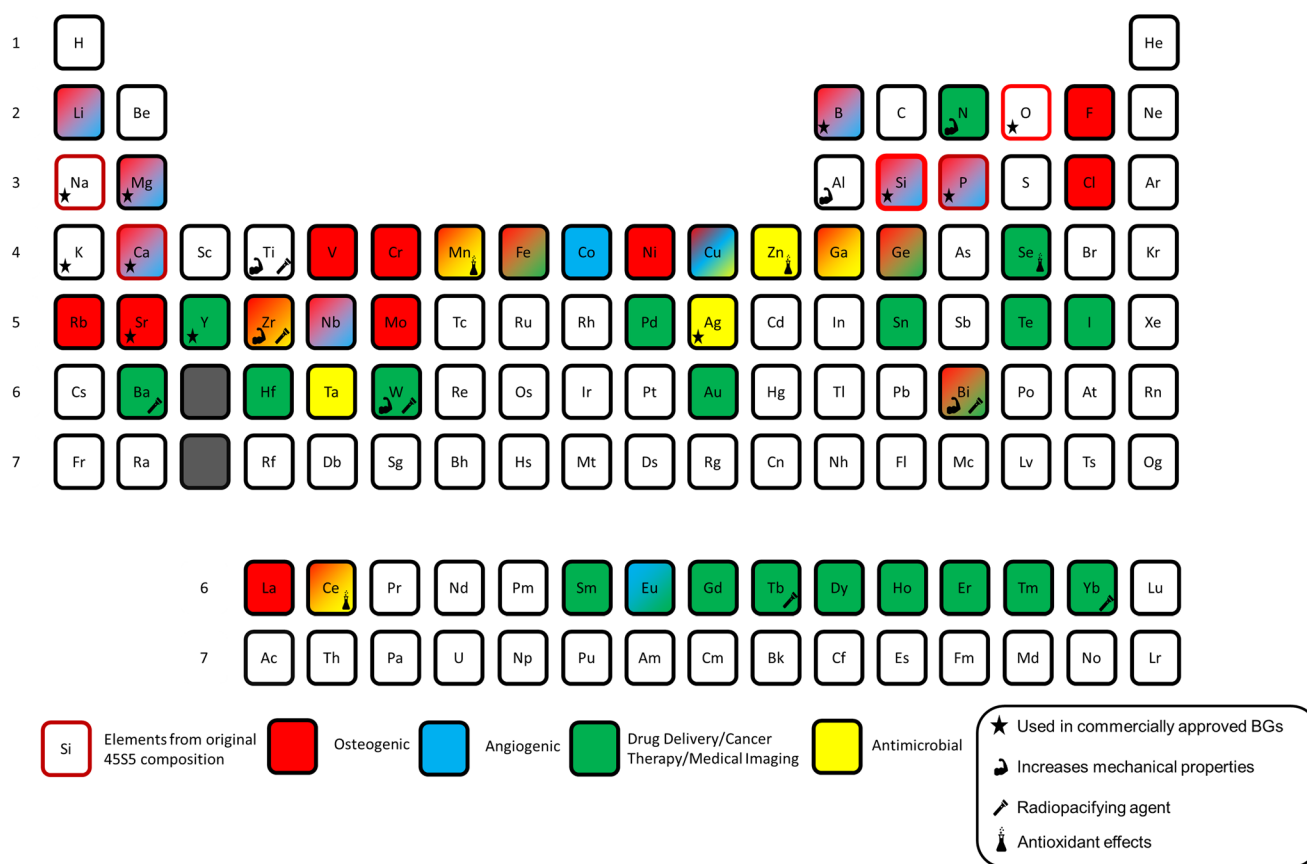 1 H He
2 Li Be B C N O F Ne
3 Na Mg Al Si P S Cl Ar
4 K Ca Sc Ti V Cr Mn Fe Co Ni Cu Zn Ga Ge As Se Br Kr
5 Rb Sr Y Zr Nb Mo Tc Ru Rh Pd Ag Cd In Sn Sb Te I Xe
6 Cs Ba Hf Ta W Re Os Ir Pt Au Hg Tl Pb Bi Po At Rn
7 Fr Ra Rf Db Sg Bh Hs Mt Ds Rg Cn Nh Fl Mc Lv Ts Og
6 La Ce Pr Nd Pm Sm Eu Gd Tb Dy Ho Er Tm Yb Lu
7 Ac Th Pa U Np Pu Am Cm Bk Cf Es Fm Md No Lr
Si
Elements from original
45S5 composition
Osteogenic
Angiogenic
Drug Delivery/Cancer
Therapy/Medical Imaging
Antimicrobial
Used in commercially approved BGs
Increases mechanical properties
Radiopacifying agent
Antioxidant effects